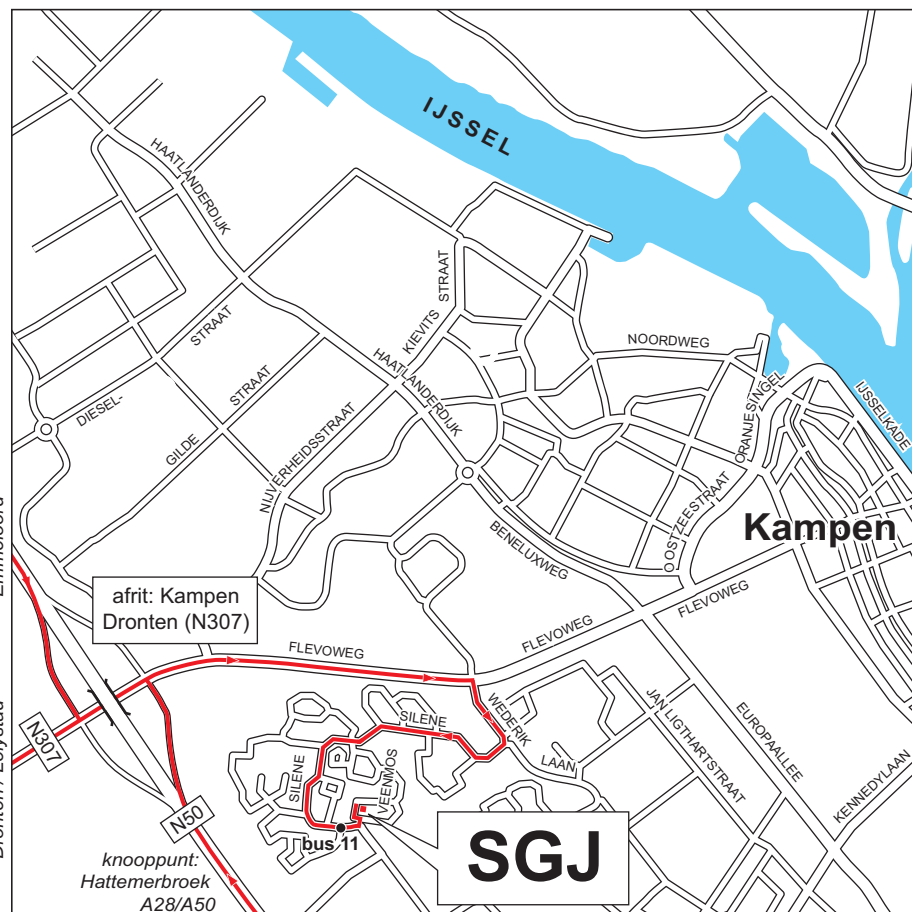 IJSSEL
HAATLANDERDIJK
STRAAT
KIEVITS
STRAAT
NOORDWEG
HAATLANDERDIJK
ORANJESINGEL
IJSSELKADE
DIESEL-
STRAAT
GILDE
NIJVERHEIDSSTRAAT
OOSTZEESTRAAT
Kampen
BENELUXWEG
Emmeloord
afrit: Kampen
Dronten (N307)
FLEVOWEG
FLEVOWEG
FLEVOWEG
WEDERIK
LAAN
JAN LIGTHARTSTRAAT
EUROPAALLEE
KENNEDYLAAN
SILENE
SILENE
VEENMOS
N307
N50
bus 11
SGJ
knooppunt:
Hattemerbroek
A28/A50